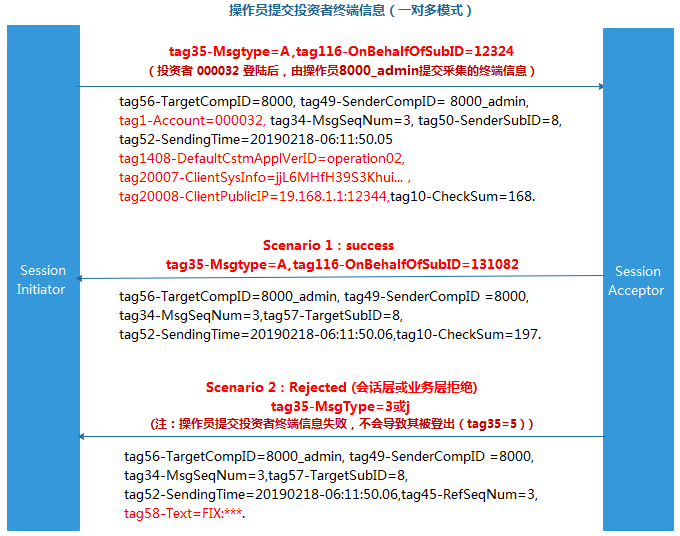 操作员提交投资者终端信息（一对多模式）
tag35-Msgtype=A,tag116-OnBehalfOfSubID=12324
（投资者 000032 登陆后，由操作员8000_admin提交采集的终端信息）
tag56-TargetCompID=8000, tag49-SenderCompID= 8000_admin,
tag1-Account=000032, tag34-MsgSeqNum=3, tag50-SenderSubID=8,
tag52-SendingTime=20190218-06:11:50.05
tag1408-DefaultCstmApplVerID=operation02,
tag20007-ClientSysInfo=jjL6MHfH39S3Khui... ,
tag20008-ClientPublicIP=19.168.1.1:12344,tag10-CheckSum=168.
Session
Initiator
Session
Acceptor
Scenario 1：success
tag35-Msgtype=A,tag116-OnBehalfOfSubID=131082
tag56-TargetCompID=8000_admin, tag49-SenderCompID =8000,
tag34-MsgSeqNum=3,tag57-TargetSubID=8,
tag52-SendingTime=20190218-06:11:50.06,tag10-CheckSum=197.
Scenario 2：Rejected (会话层或业务层拒绝)
tag35-MsgType=3或j
(注：操作员提交投资者终端信息失败，不会导致其被登出（tag35=5））
tag56-TargetCompID=8000_admin, tag49-SenderCompID =8000,
tag34-MsgSeqNum=3,tag57-TargetSubID=8,
tag52-SendingTime=20190218-06:11:50.06,tag45-RefSeqNum=3,
tag58-Text=FIX:***.